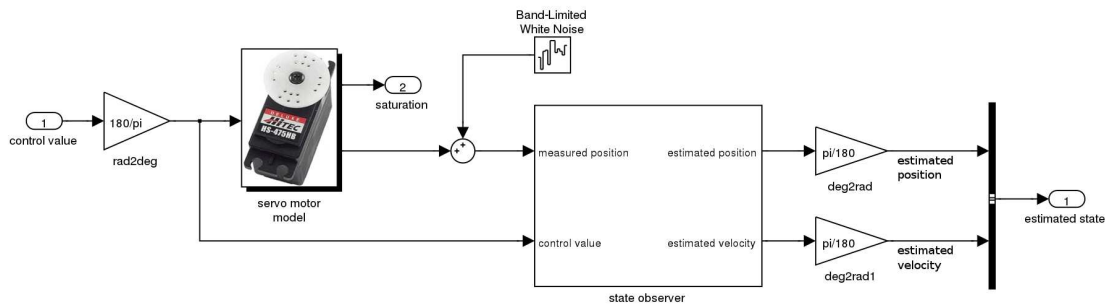 Band-Limited
White Noise
1
control value
180/pi
rad2deg
DELUXE
HITEC
HS-475HB
servo motor
model
2
saturation
+
+
measured position
estimated position
control value
estimated velocity
state observer
pi/180
deg2rad
estimated
position
pi/180
deg2rad1
estimated
velocity
1
estimated state